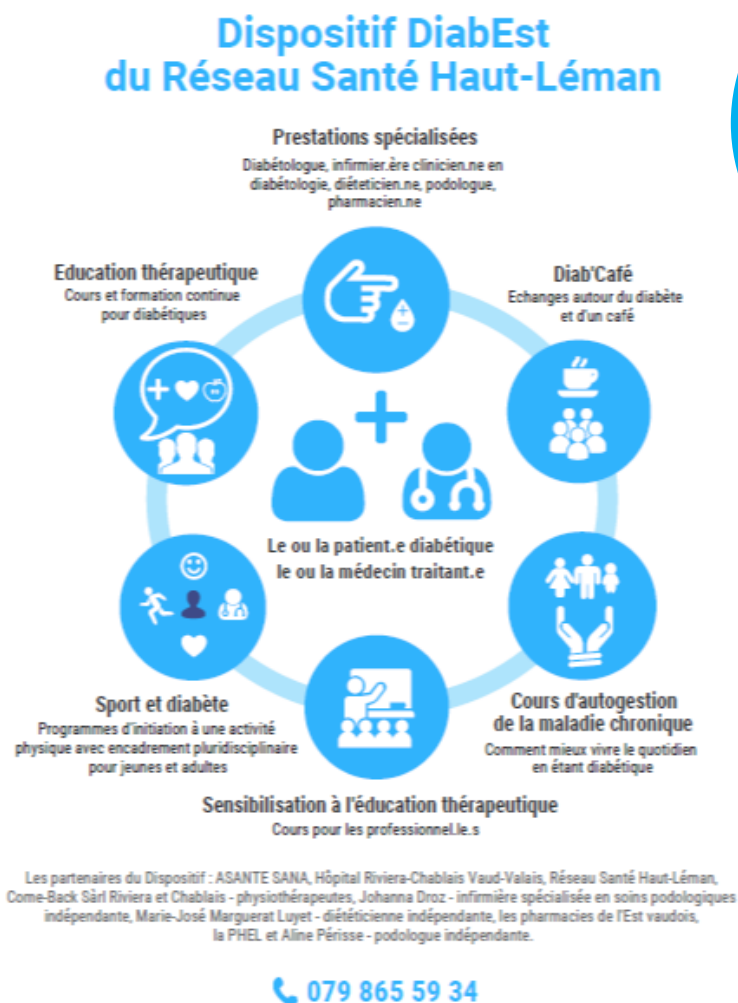 Dispositif DiabEst
du Réseau Santé Haut-Léman
Prestations spécialisées
Diabétologue, infirmier.ère clinicien.ne en
diabétologie, diététicien.ne, podologue,
pharmacien.ne
Education thérapeutique
Cours et formation continue
pour diabétiques
Diab'Café
Echanges autour du diabète
et d'un café
Le ou la patient.e diabétique
le ou la médecin traitant.e
Sport et diabète
Programmes d'initiation à une activité
physique avec encadrement pluridisciplinaire
pour jeunes et adultes
Cours d'autogestion
de la maladie chronique
Comment mieux vivre le quotidien
en étant diabétique
Sensibilisation à l'éducation thérapeutique
Cours pour les professionnel.le.s
Les partenaires du Dispositif : ASANTE SANA, Hôpital Riviera-Chablais Vaud-Valais, Réseau Santé Haut-Léman,
Come-Back Sàrl Riviera et Chablais - physiothérapeutes, Johanna Droz - infirmière spécialisée en soins podologiques
indépendante, Marie-José Marguerat Luyet - diététicienne indépendante, les pharmacies de l'Est vaudois,
la PHEL et Aline Périsse - podologue indépendante.
079 865 59 34